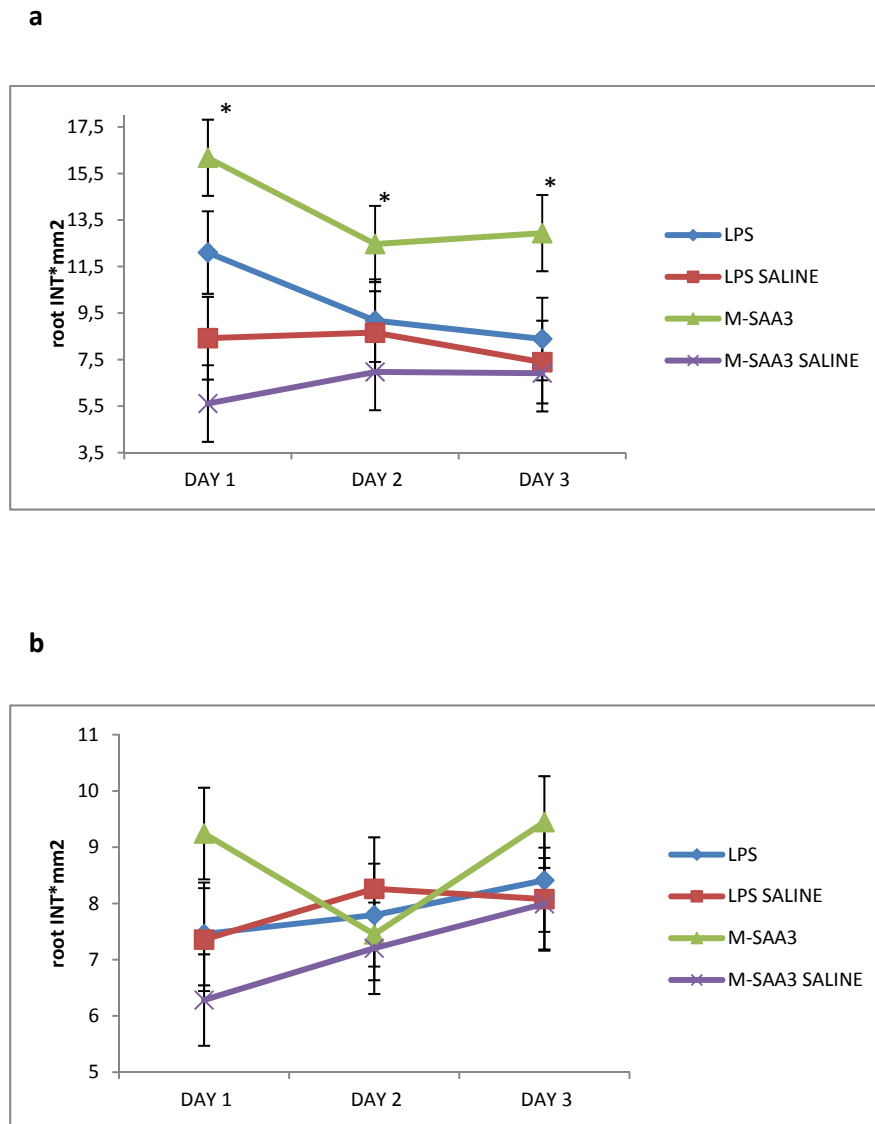 a
*
17,5
*
*
15,5
13,5
11,5
9,5
7,5
5,5
3,5
root INT*mm2
DAY 1 DAY 2 DAY 3
LPS
LPS SALINE
M-SAA3
M-SAA3 SALINE
b
11
10
9
8
7
6
5
root INT*mm2
DAY 1 DAY 2 DAY 3
LPS
LPS SALINE
M-SAA3
M-SAA3 SALINE